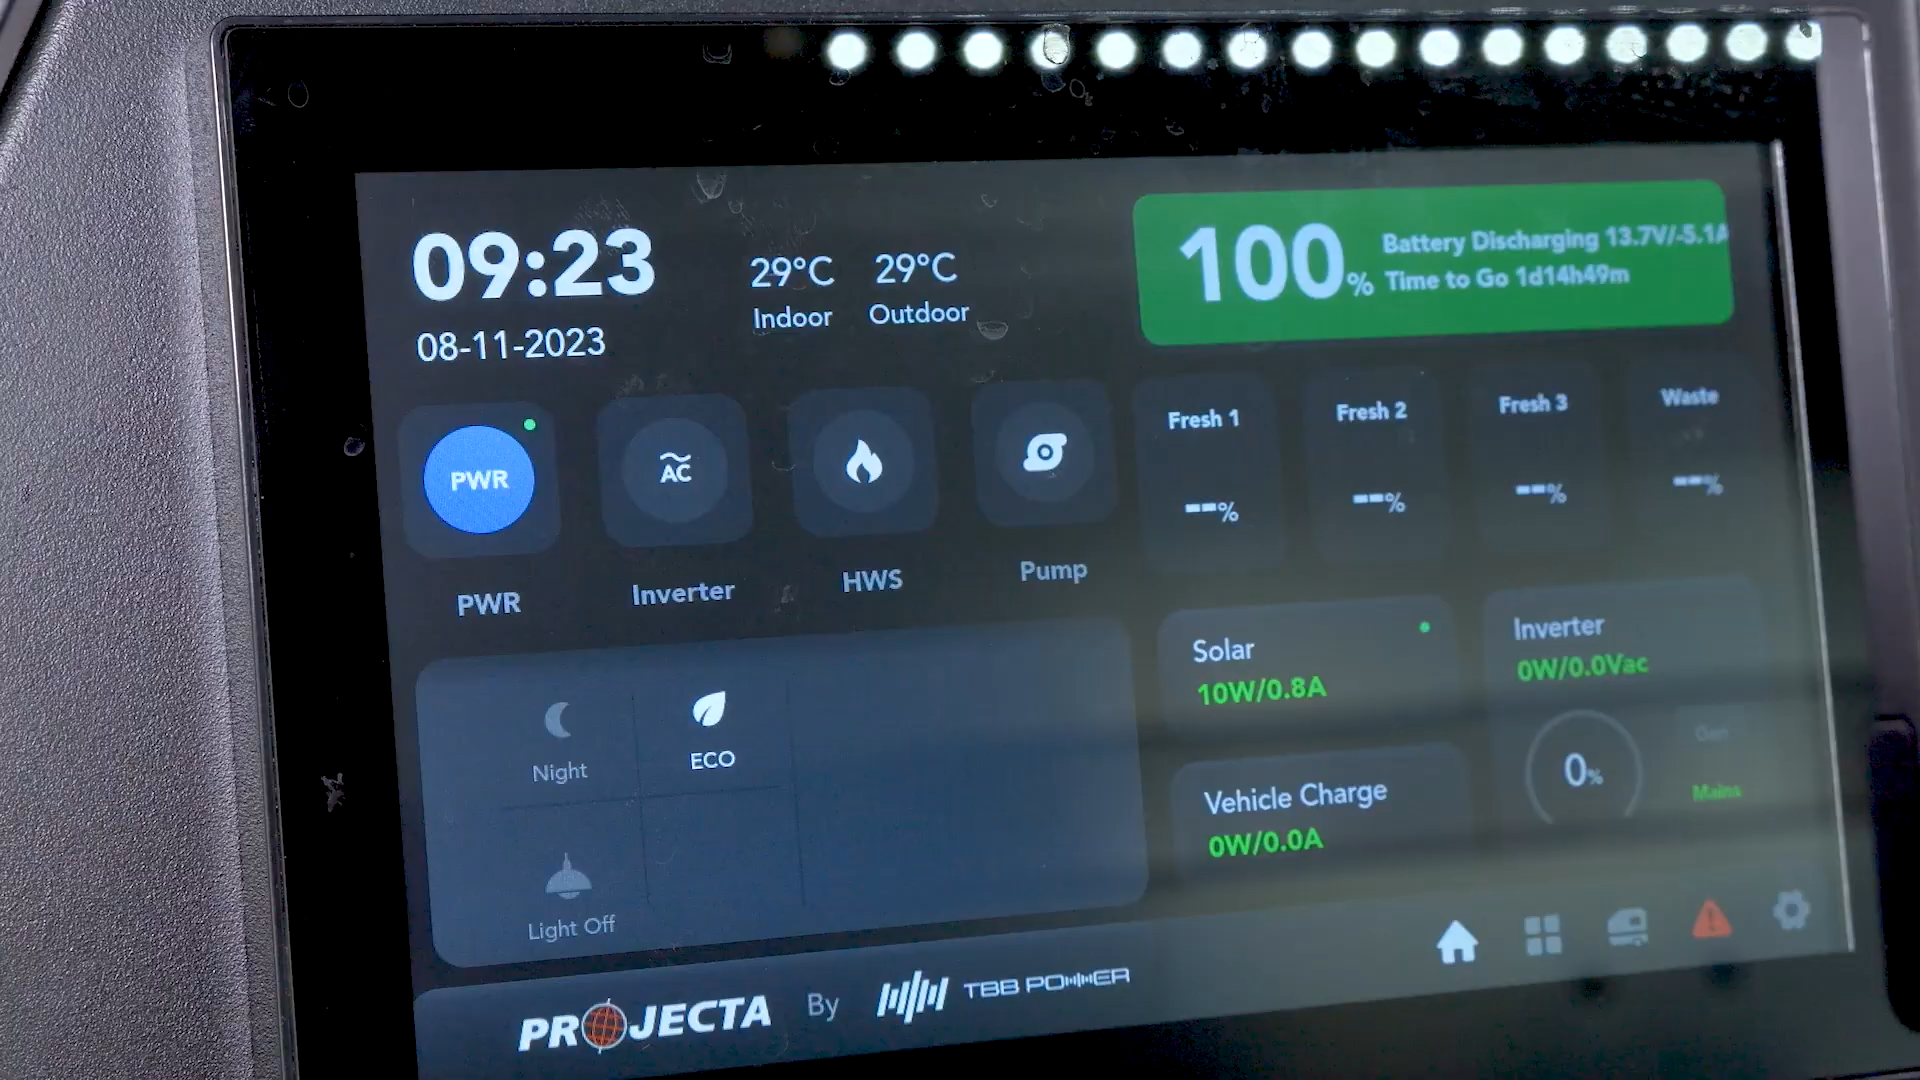 09:23
08-11-2023
29°C
Indoor
29°C
Outdoor
100%
Battery Discharging 13.7V/-5.1A
Time to Go 1d14h49m
PWR
PWR
AC
Inverter
HWS
Pump
Fresh 1
--%
Fresh 2
--%
Fresh 3
--%
Waste
--%
Night
ECO
Light Off
Solar
10W/0.8A
Vehicle Charge
0W/0.0A
Inverter
0W/0.0Vac
0%
Gen
Mains
PROJECTA By TBB POWER